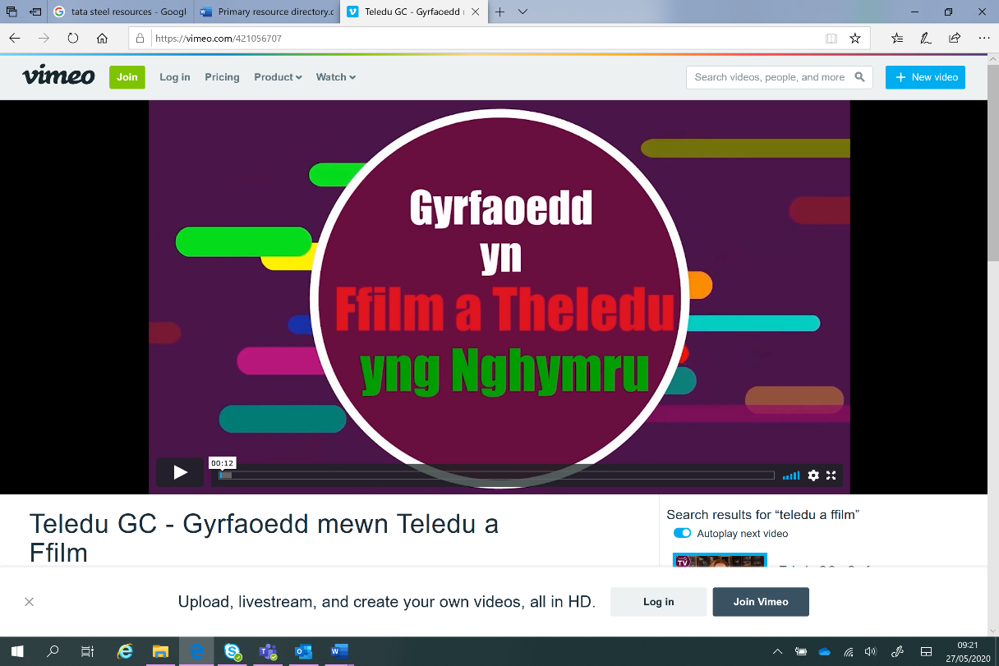 tata steel resources - Googl
Primary resource directory.c
Teledu GC - Gyrfaoedd
https://vimeo.com/421056707
vimeo
Join
Log in
Pricing
Product
Watch
Search videos, people, and more
+ New video
Gyrfaoedd
yn
Ffilm a Theledu
yng Nghymru
00:12
Teledu GC - Gyrfaoedd mewn Teledu a
Ffilm
Search results for “teledu a ffilm”
Autoplay next video
TV
Upload, livestream, and create your own videos, all in HD.
Log in
Join Vimeo
09:21
27/05/2020